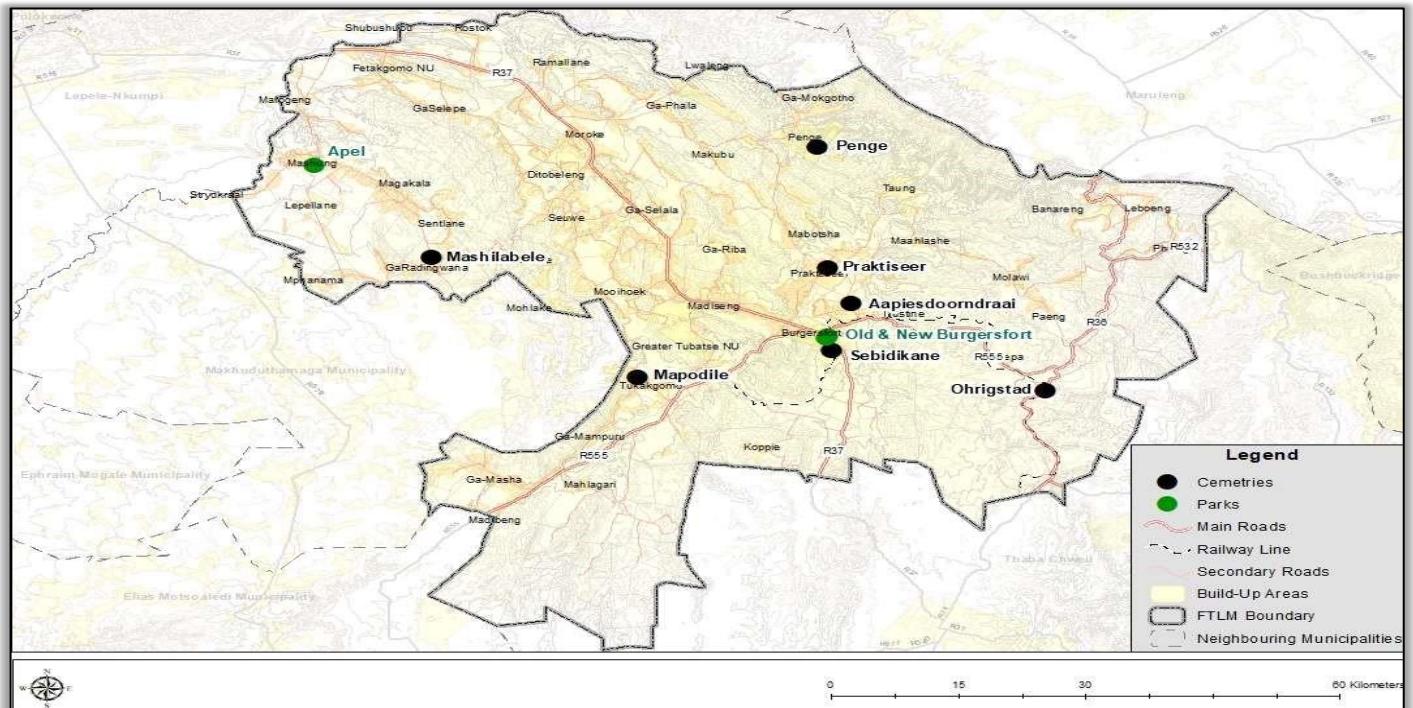 Polokwane
Shubushubu
Rostok
R37
Fetakgomo NU
R37
Ramallane
Lwaleng
Lepele-Nkumpi
Ga-Mokgotho
Maruleng
GaSelepe
Ga-Phala
Moroke
Penge
Penge
Apel
Makubu
Magakala
Ditobeleng
Taung
Strydkraal
Lepellane
Sentlane
Seuwe
Ga-Selala
Banareng
Leboeng
Mabotsha
Maahlashe
Ga-Riba
R532
Mashilabele
GaRadingwana
Praktiseer
Molawi
Bushbuckridge
Mphanama
Mooihoek
Mohlake
Madiseng
Aapiesdoorndraai
Paeng
R36
Old & New Burgersfort
Greater Tubatse NU
Sebidikane
R555
Makhuduthamaga Municipality
Mapodile
Tukakgomo
Ohrigstad
Ga-Mampuru
Koppie
R37
R555
Ephraim Mogale Municipality
Ga-Masha
Mahlagari
Madibeng
Thaba Chweu
Elias Motsoaledi Municipality
Legend
Cemetries
Parks
Main Roads
Railway Line
Secondary Roads
Build-Up Areas
FTLM Boundary
Neighbouring Municipalities
N
W E
S
0 15 30 60 Kilometers